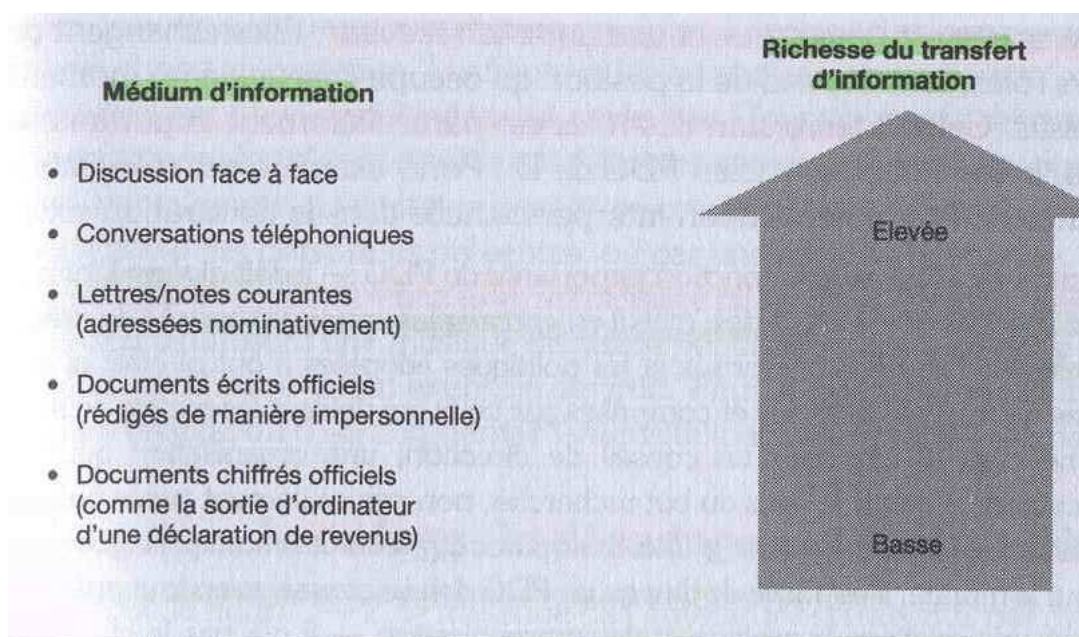 Médium d'information
Richesse du transfert
d'information
• Discussion face à face
• Conversations téléphoniques
• Lettres/notes courantes
(adressées nominativement)
• Documents écrits officiels
(rédigés de manière impersonnelle)
• Documents chiffrés officiels
(comme la sortie d'ordinateur
d'une déclaration de revenus)
Elevée
Basse